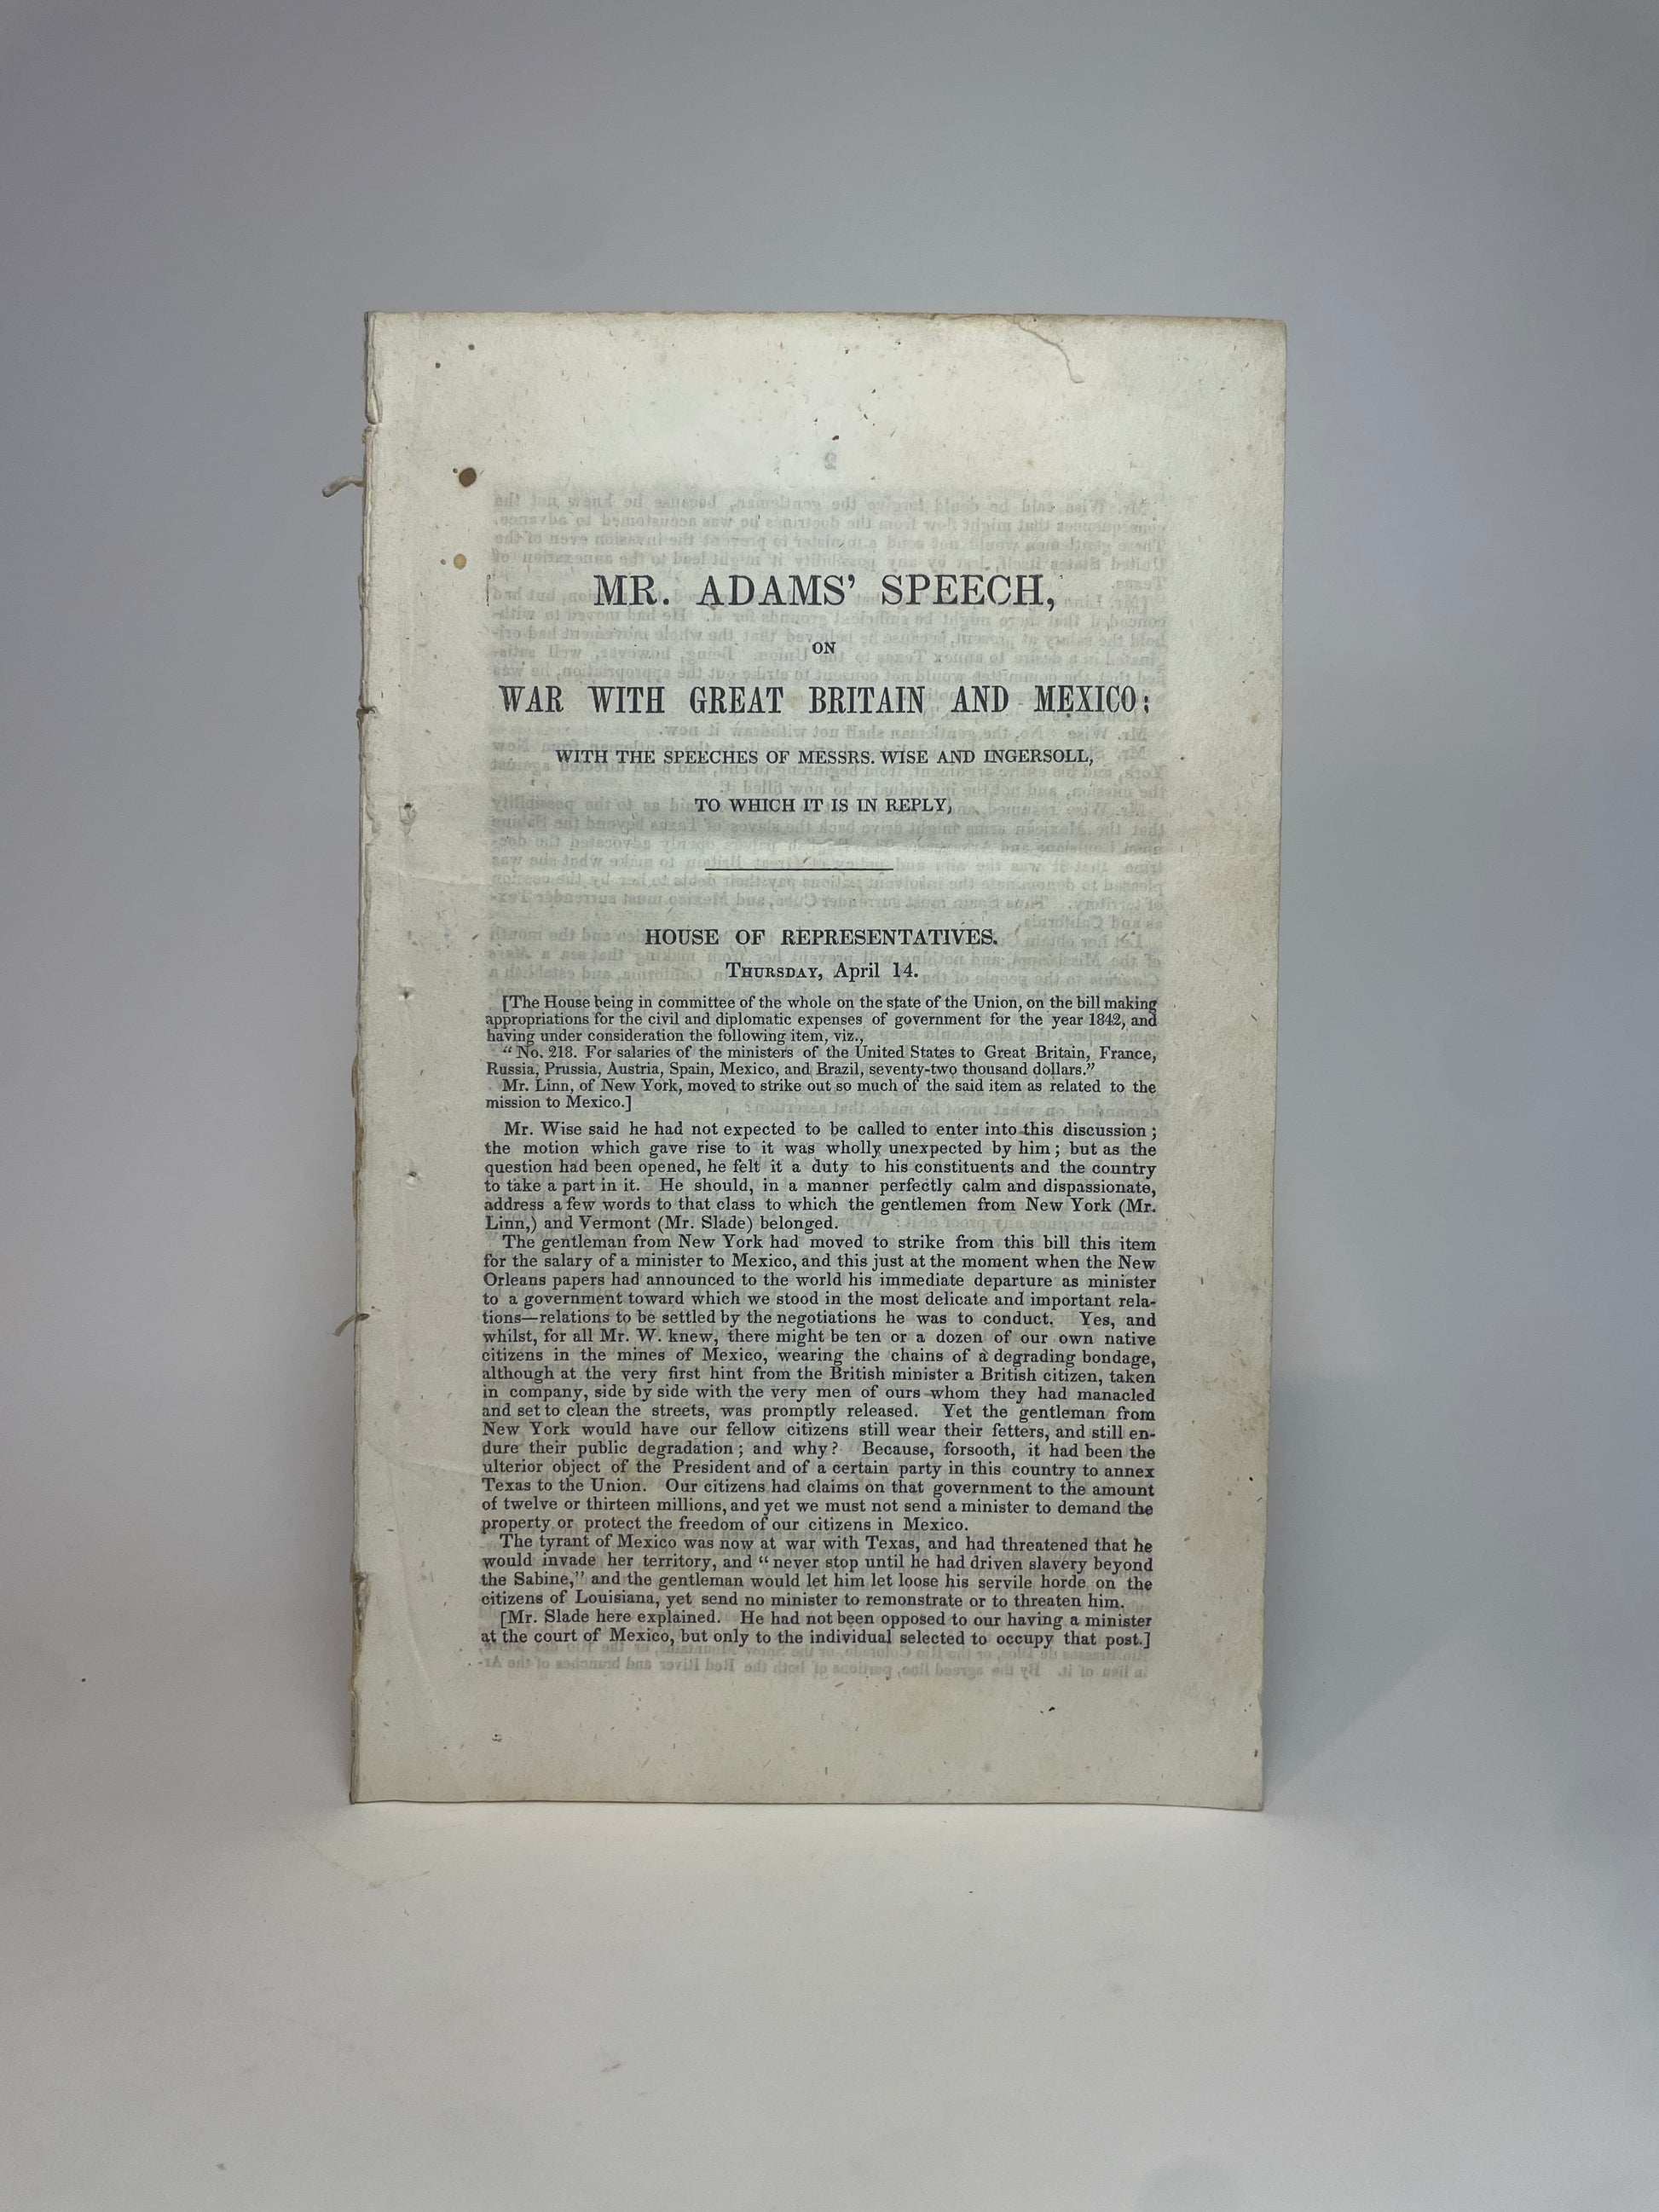 MR. ADAMS' SPEECH,
ON
WAR WITH GREAT BRITAIN AND MEXICO;
WITH THE SPEECHES OF MESSRS. WISE AND INGERSOLL,
TO WHICH IT IS IN REPLY,
HOUSE OF REPRESENTATIVES.
THURSDAY, April 14.
[The House being in committee of the whole on the state of the Union, on the bill making
appropriations for the civil and diplomatic expenses of government for the year 1842, and
having under consideration the following item, viz.,
"No. 218. For salaries of the ministers of the United States to Great Britain, France,
Russia, Prussia, Austria, Spain, Mexico, and Brazil, seventy-two thousand dollars."
Mr. Linn, of New York, moved to strike out so much of the said item as related to the
mission to Mexico.]
Mr. Wise said he had not expected to be called to enter into this discussion;
the motion which gave rise to it was wholly unexpected by him; but as the
question had been opened, he felt it a duty to his constituents and the country
to take a part in it. He should, in a manner perfectly calm and dispassionate,
address a few words to that class to which the gentlemen from New York (Mr.
Linn,) and Vermont (Mr. Slade) belonged.
The gentleman from New York had moved to strike from this bill this item
for the salary of a minister to Mexico, and this just at the moment when the New
Orleans papers had announced to the world his immediate departure as minister
to a government toward which we stood in the most delicate and important rela-
tions—relations to be settled by the negotiations he was to conduct. Yes, and
whilst, for all Mr. W. knew, there might be ten or a dozen of our own native
citizens in the mines of Mexico, wearing the chains of a degrading bondage,
although at the very first hint from the British minister a British citizen, taken
in company, side by side with the very men of ours whom they had manacled
and set to clean the streets, was promptly released. Yet the gentleman from
New York would have our fellow citizens still wear their fetters, and still en-
dure their public degradation; and why? Because, forsooth, it had been the
ulterior object of the President and of a certain party in this country to annex
Texas to the Union. Our citizens had claims on that government to the amount
of twelve or thirteen millions, and yet we must not send a minister to demand the
property or protect the freedom of our citizens in Mexico.
The tyrant of Mexico was now at war with Texas, and had threatened that he
would invade her territory, and "never stop until he had driven slavery beyond
the Sabine," and the gentleman would let him let loose his servile horde on the
citizens of Louisiana, yet send no minister to remonstrate or to threaten him.
[Mr. Slade here explained. He had not been opposed to our having a minister
at the court of Mexico, but only to the individual selected to occupy that post.]